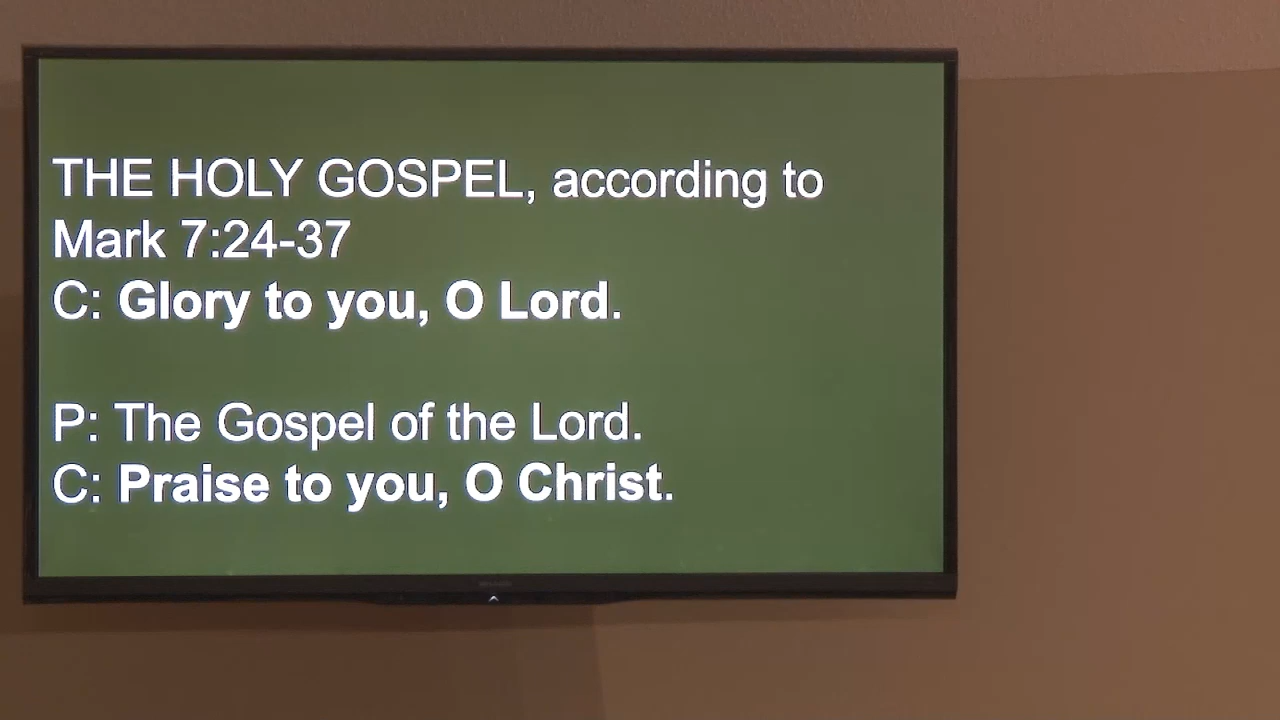 THE HOLY GOSPEL, according to
Mark 7:24-37
C: Glory to you, O Lord.
P: The Gospel of the Lord.
C: Praise to you, O Christ.